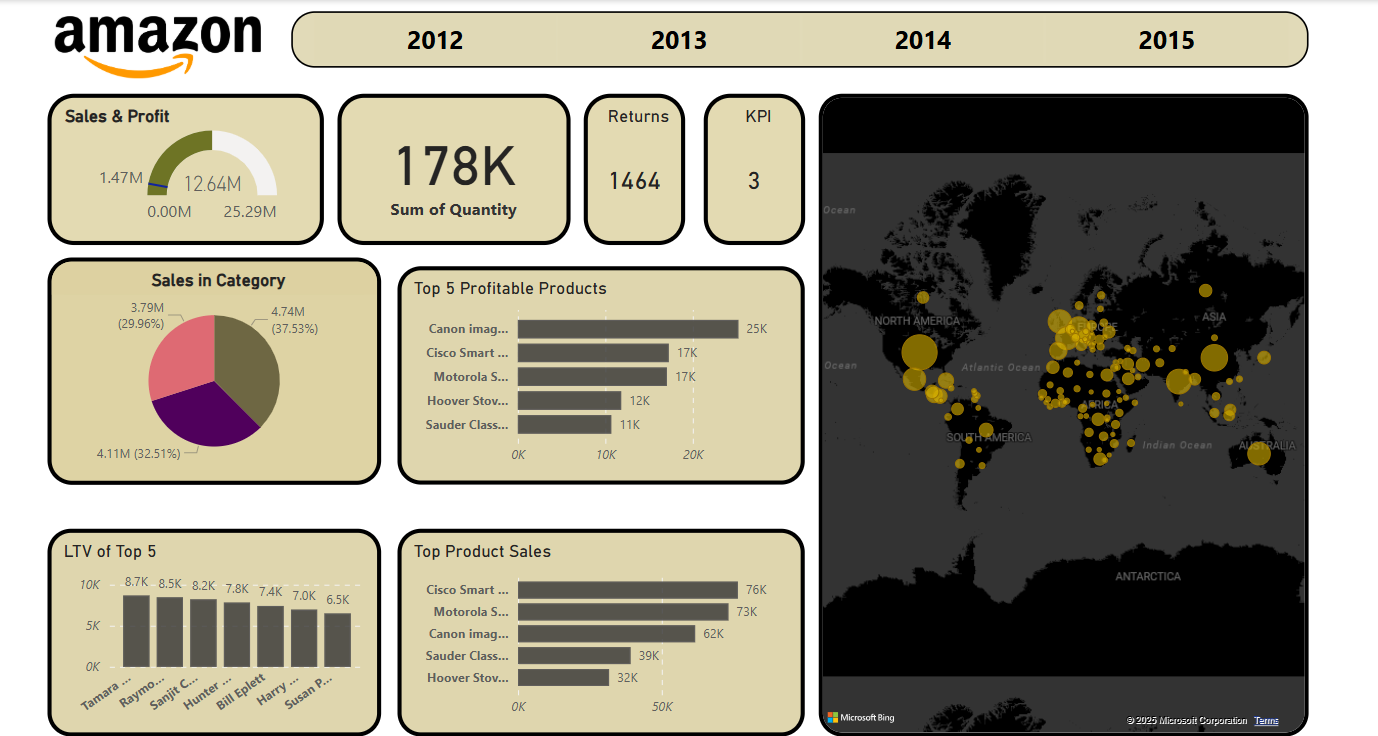 amazon
2012 2013 2014 2015
Sales & Profit
1.47M
12.64M
0.00M 25.29M
178K
Sum of Quantity
Returns
1464
KPI
3
Sales in Category
3.79M
(29.96%)
4.74M
(37.53%)
4.11M (32.51%)
Top 5 Profitable Products
Canon imag... 25K
Cisco Smart ... 17K
Motorola S... 17K
Hoover Stov... 12K
Sauder Class... 11K
0K 10K 20K
LTV of Top 5
10K
5K
0K
8.7K 8.5K 8.2K 7.8K 7.4K 7.0K 6.5K
Tamara ... Raymo... Sanjit C... Hunter ... Bill Eplett Harry ... Susan P...
Top Product Sales
Cisco Smart ... 76K
Motorola S... 73K
Canon imag... 62K
Sauder Class... 39K
Hoover Stov... 32K
0K 50K
Ocean
NORTH AMERICA
EUROPE
ASIA
Ocean
Atlantic Ocean
AFRICA
SOUTH AMERICA
Indian Ocean
AUSTRALIA
ANTARCTICA
Microsoft Bing
© 2025 Microsoft Corporation Terms